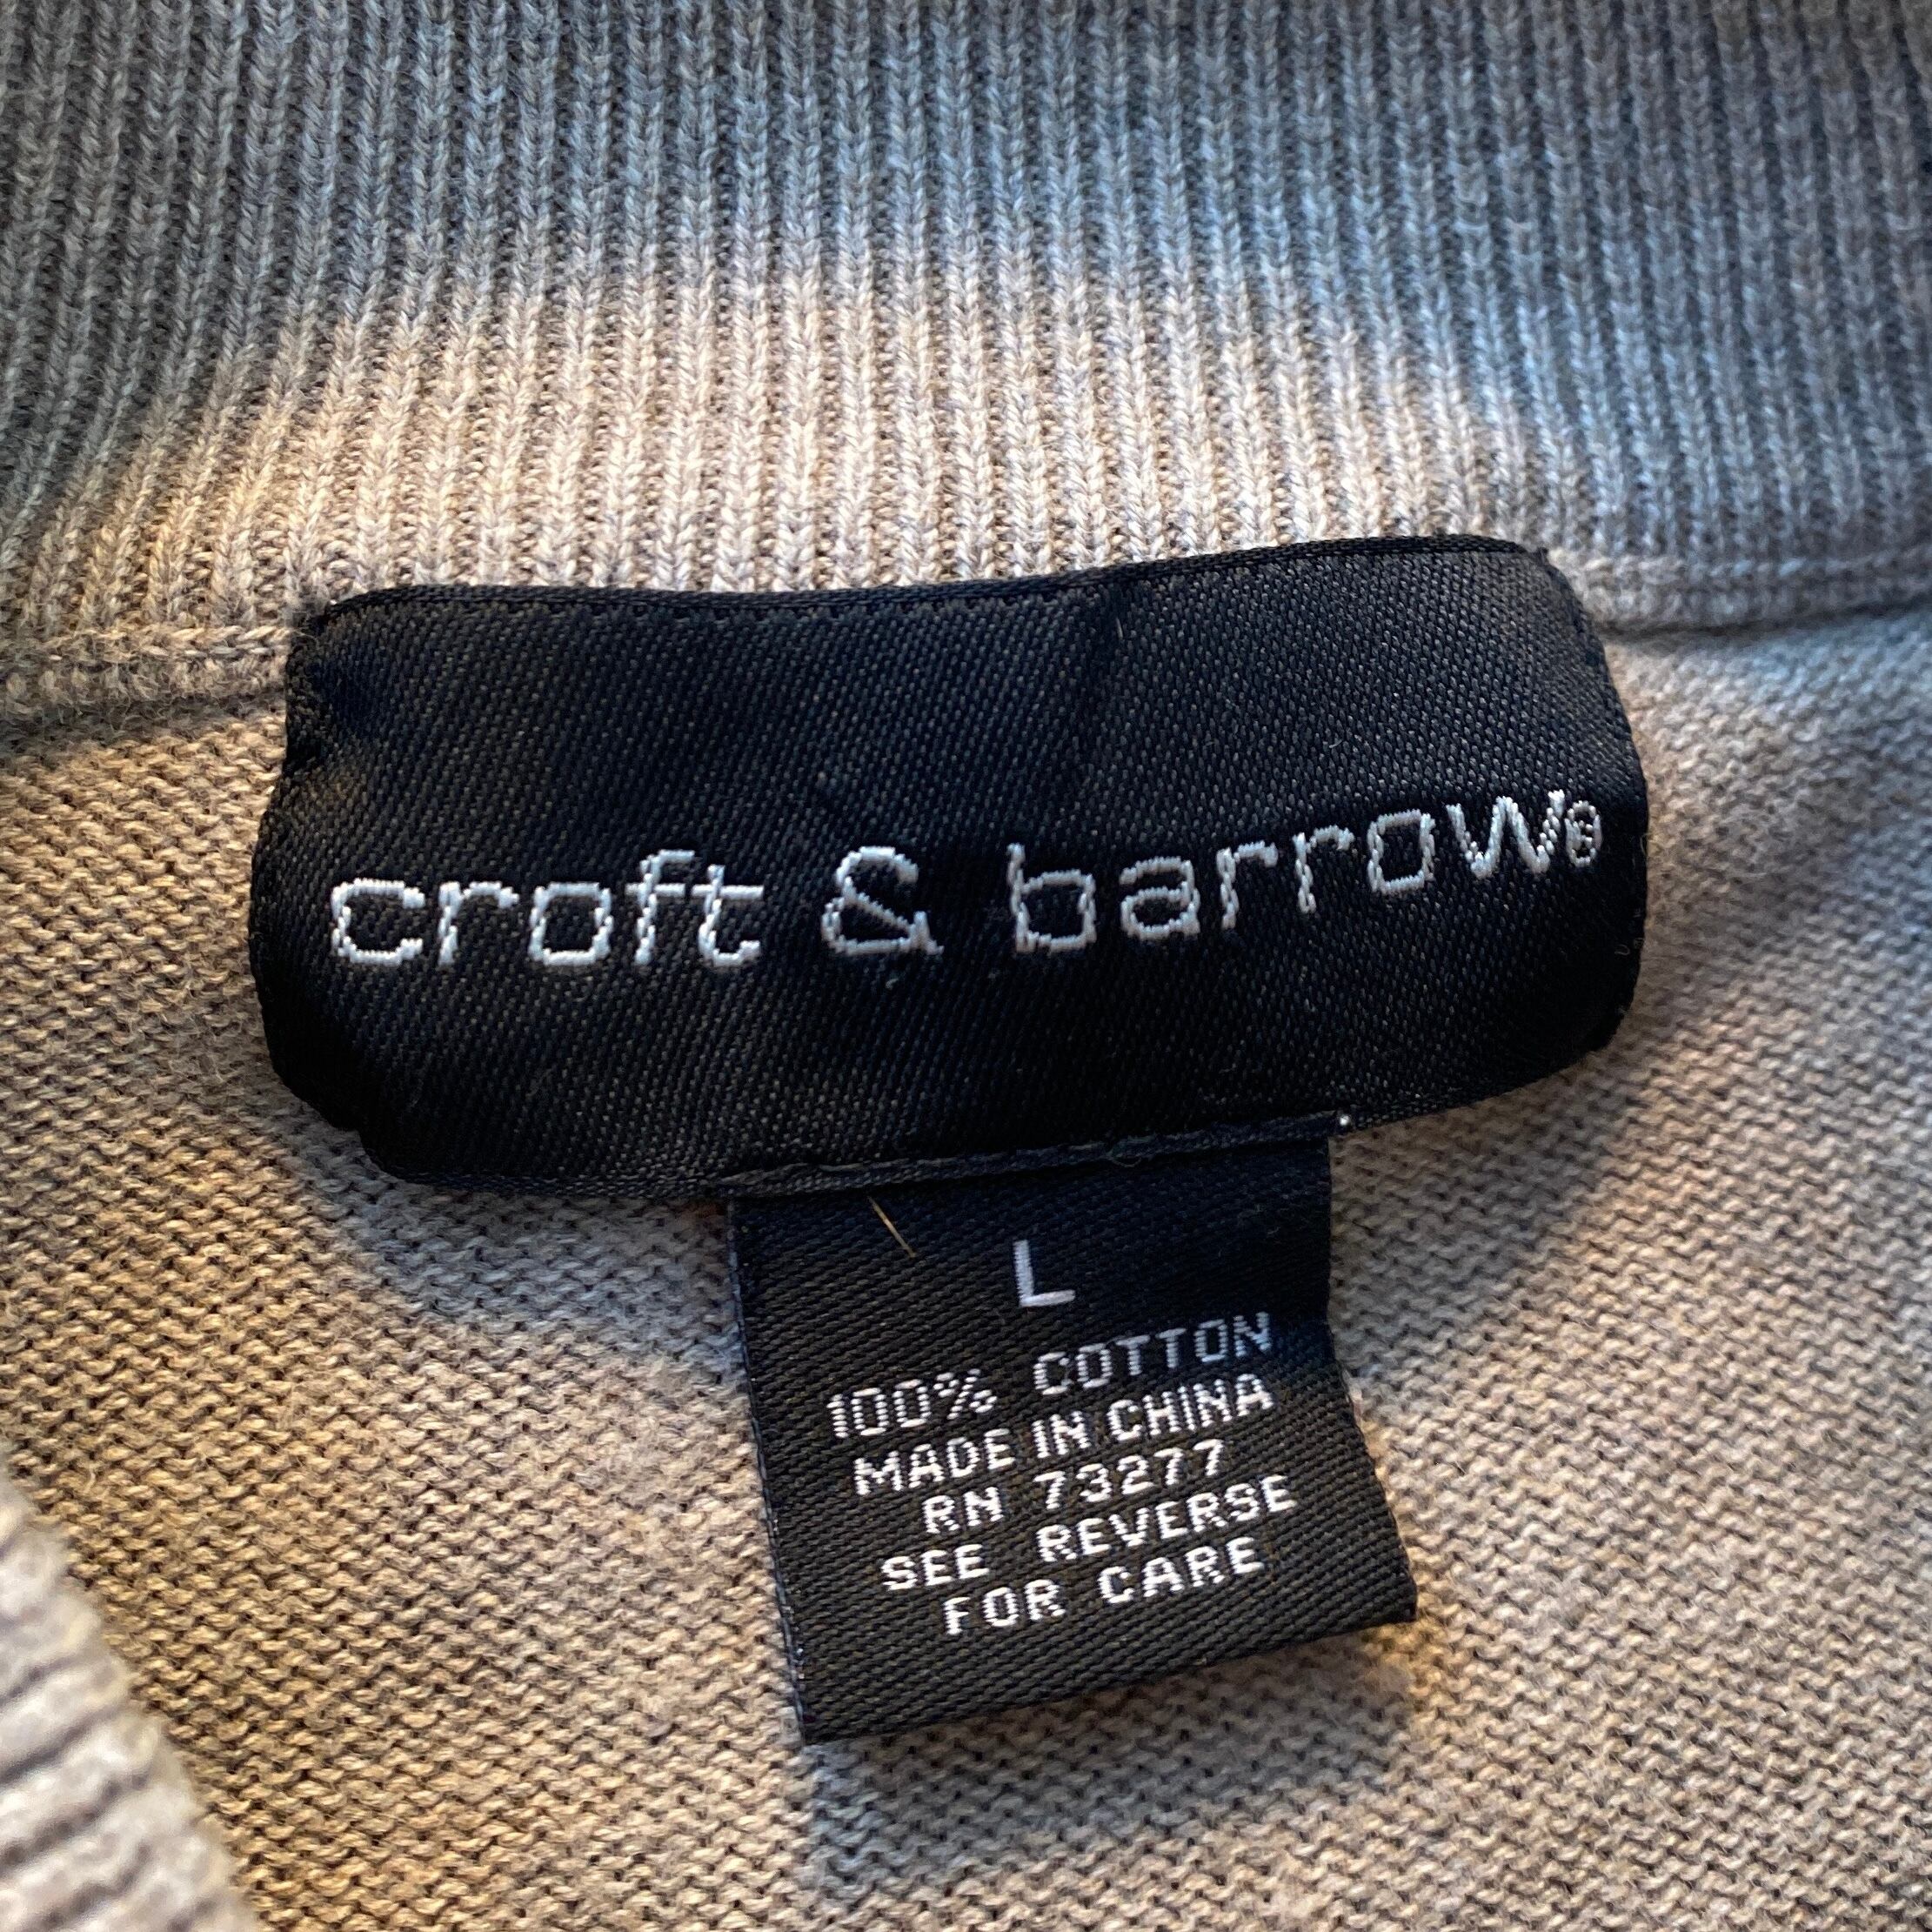 croft & barrow®
L
100% COTTON
MADE IN CHINA
RN 73277
SEE REVERSE
FOR CARE